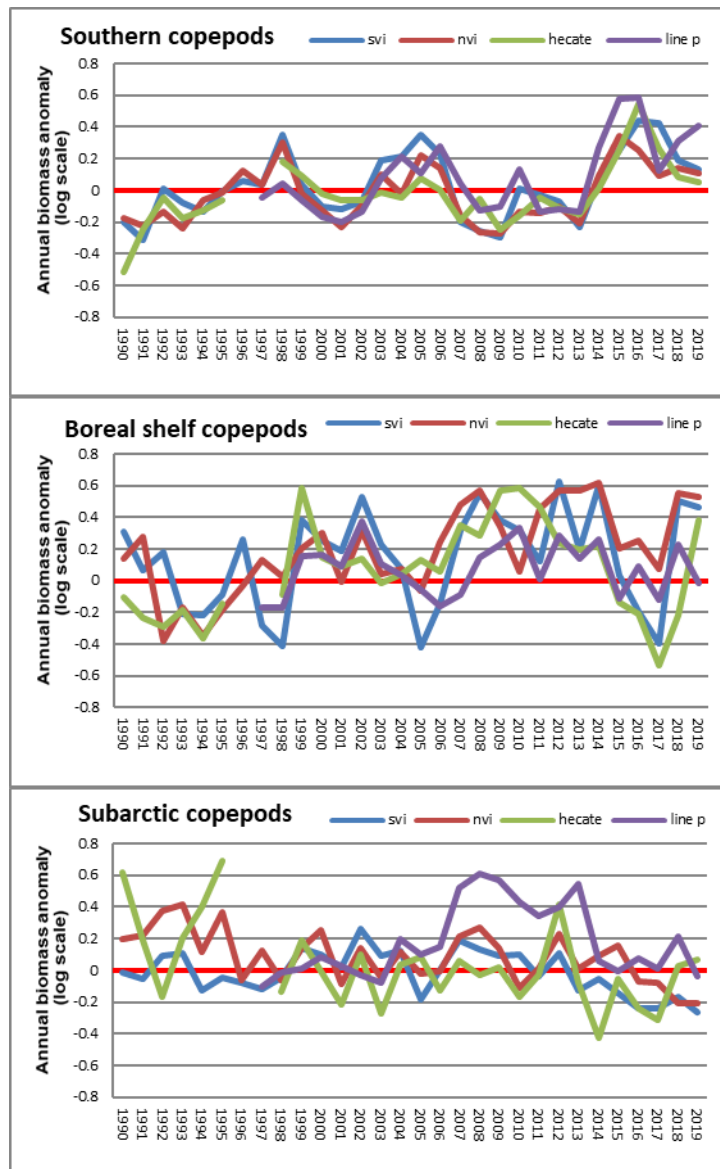 Southern copepods
svi nvi hecate line p
Annual biomass anomaly
(log scale)
0.8
0.6
0.4
0.2
0
-0.2
-0.4
-0.6
-0.8
1990 1991 1992 1993 1994 1995 1996 1997 1998 1999 2000 2001 2002 2003 2004 2005 2006 2007 2008 2009 2010 2011 2012 2013 2014 2015 2016 2017 2018 2019
Boreal shelf copepods
svi nvi hecate line p
Annual biomass anomaly
(log scale)
0.8
0.6
0.4
0.2
0
-0.2
-0.4
-0.6
-0.8
1990 1991 1992 1993 1994 1995 1996 1997 1998 1999 2000 2001 2002 2003 2004 2005 2006 2007 2008 2009 2010 2011 2012 2013 2014 2015 2016 2017 2018 2019
Subarctic copepods
svi nvi hecate line p
Annual biomass anomaly
(log scale)
0.8
0.6
0.4
0.2
0
-0.2
-0.4
-0.6
-0.8
1990 1991 1992 1993 1994 1995 1996 1997 1998 1999 2000 2001 2002 2003 2004 2005 2006 2007 2008 2009 2010 2011 2012 2013 2014 2015 2016 2017 2018 2019